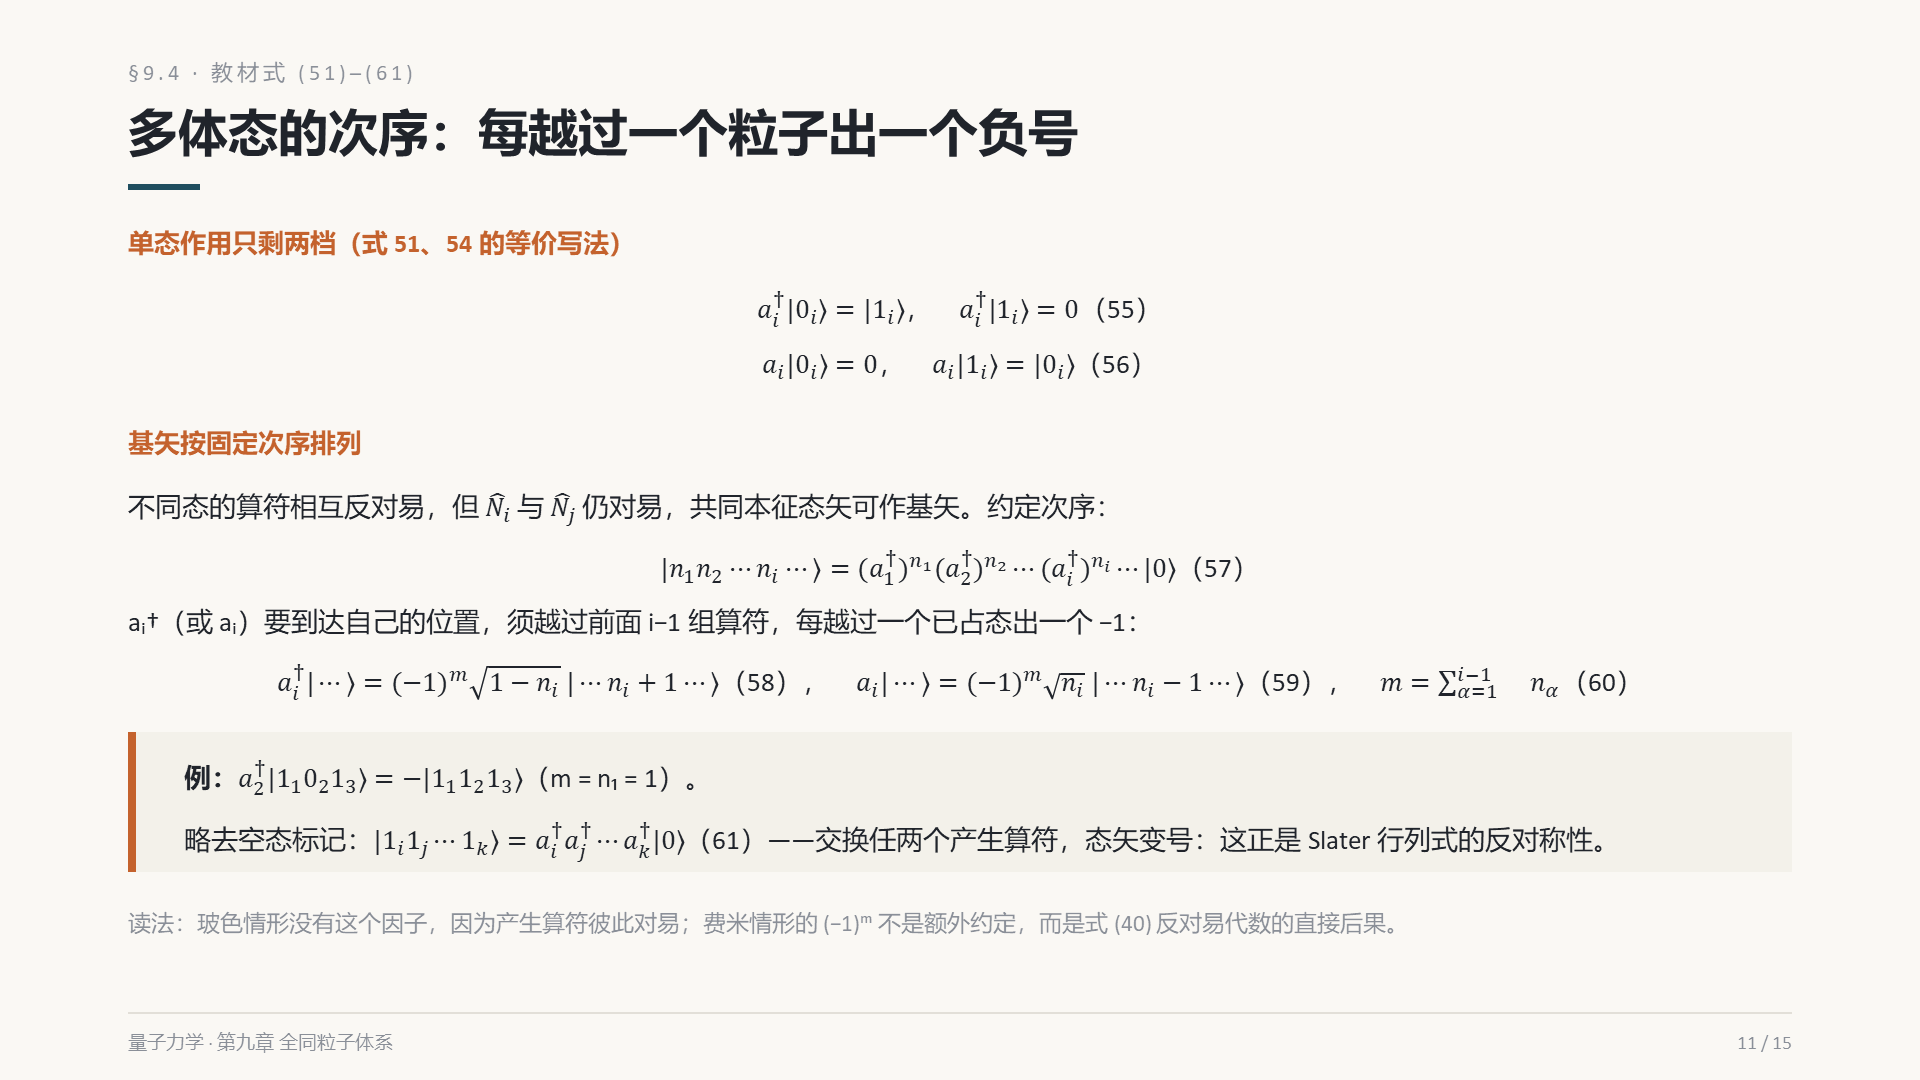 §9.4 · 教材式 (51)–(61)
多体态的次序：每越过一个粒子出一个负号
单态作用只剩两档（式 51、54 的等价写法）
a_i^†|0_i⟩ = |1_i⟩,  a_i^†|1_i⟩ = 0（55）
a_i|0_i⟩ = 0,  a_i|1_i⟩ = |0_i⟩（56）
基矢按固定次序排列
不同态的算符相互反对易，但 N̂_i 与 N̂_j 仍对易，共同本征态矢可作基矢。约定次序：
|n₁n₂ ⋯ n_i ⋯⟩ = (a_1^†)^{n₁}(a_2^†)^{n₂} ⋯ (a_i^†)^{n_i} ⋯ |0⟩（57）
aᵢ†（或 aᵢ）要到达自己的位置，须越过前面 i−1 组算符，每越过一个已占态出一个 −1：
a_i^†| ⋯ ⟩ = (−1)^m √(1 − n_i) | ⋯ n_i + 1 ⋯ ⟩（58）,  a_i| ⋯ ⟩ = (−1)^m √(n_i) | ⋯ n_i − 1 ⋯ ⟩（59）,  m = ∑_{α=1}^{i−1} n_α（60）
例：a_2^†|1₁0₂1₃⟩ = −|1₁1₂1₃⟩（m = n₁ = 1）。
略去空态标记：|1_i1_j ⋯ 1_k⟩ = a_i^†a_j^† ⋯ a_k^†|0⟩（61）——交换任两个产生算符，态矢变号：这正是 Slater 行列式的反对称性。
读法：玻色情形没有这个因子，因为产生算符彼此对易；费米情形的 (−1)ᵐ 不是额外约定，而是式 (40) 反对易代数的直接后果。
量子力学 · 第九章 全同粒子体系
11 / 15